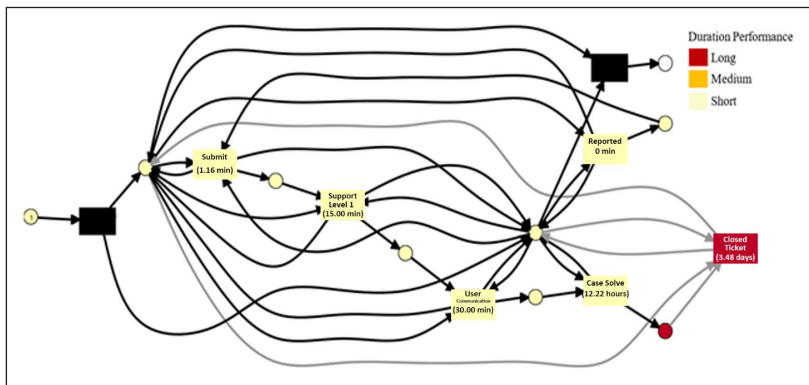 Duration Performance
Long
Medium
Short
Reported
0 min
Submit
(1.16 min)
Support
Level 1
(15.00 min)
1
Closed
Ticket
(3.48 days)
User
Communication
(30.00 min)
Case Solve
(12.22 hours)